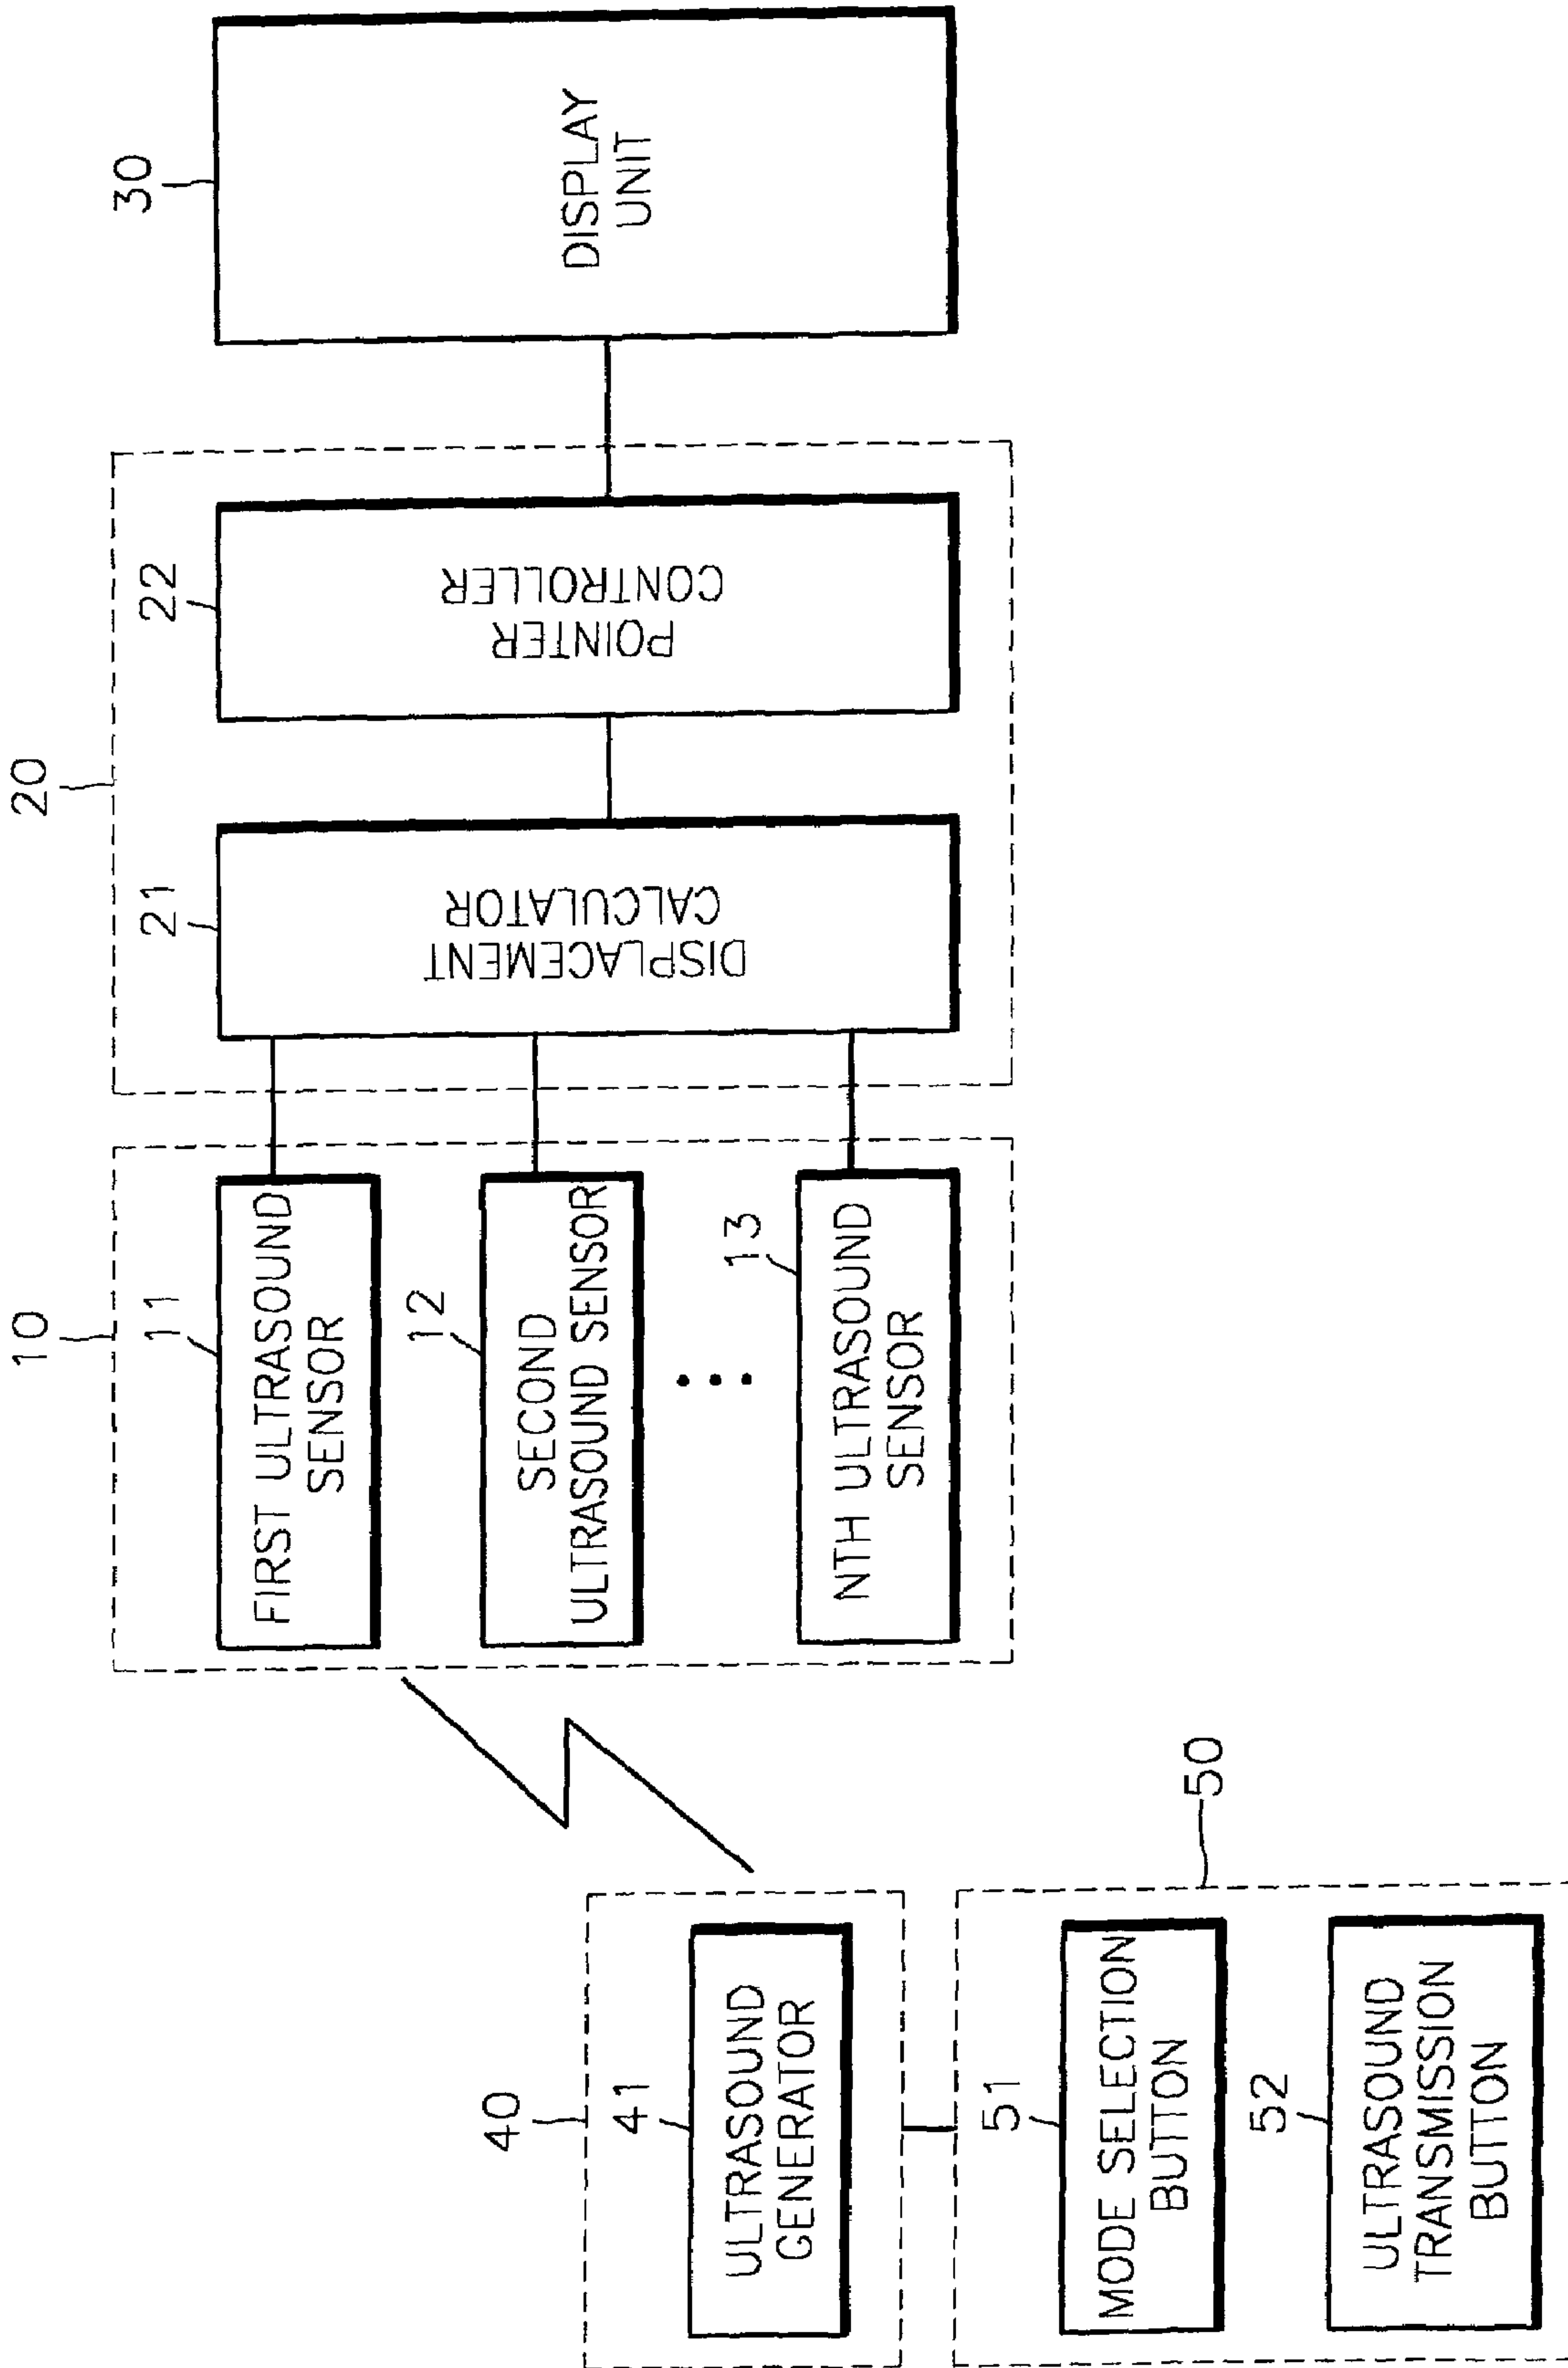 10
11
FIRST ULTRASOUND
SENSOR
12
SECOND
ULTRASOUND SENSOR
13
NTH ULTRASOUND
SENSOR
20
21
DISPLACEMENT
CALCULATOR
22
POINTER
CONTROLLER
30
DISPLAY
UNIT
40
41
ULTRASOUND
GENERATOR
50
51
MODE SELECTION
BUTTON
52
ULTRASOUND
TRANSMISSION
BUTTON